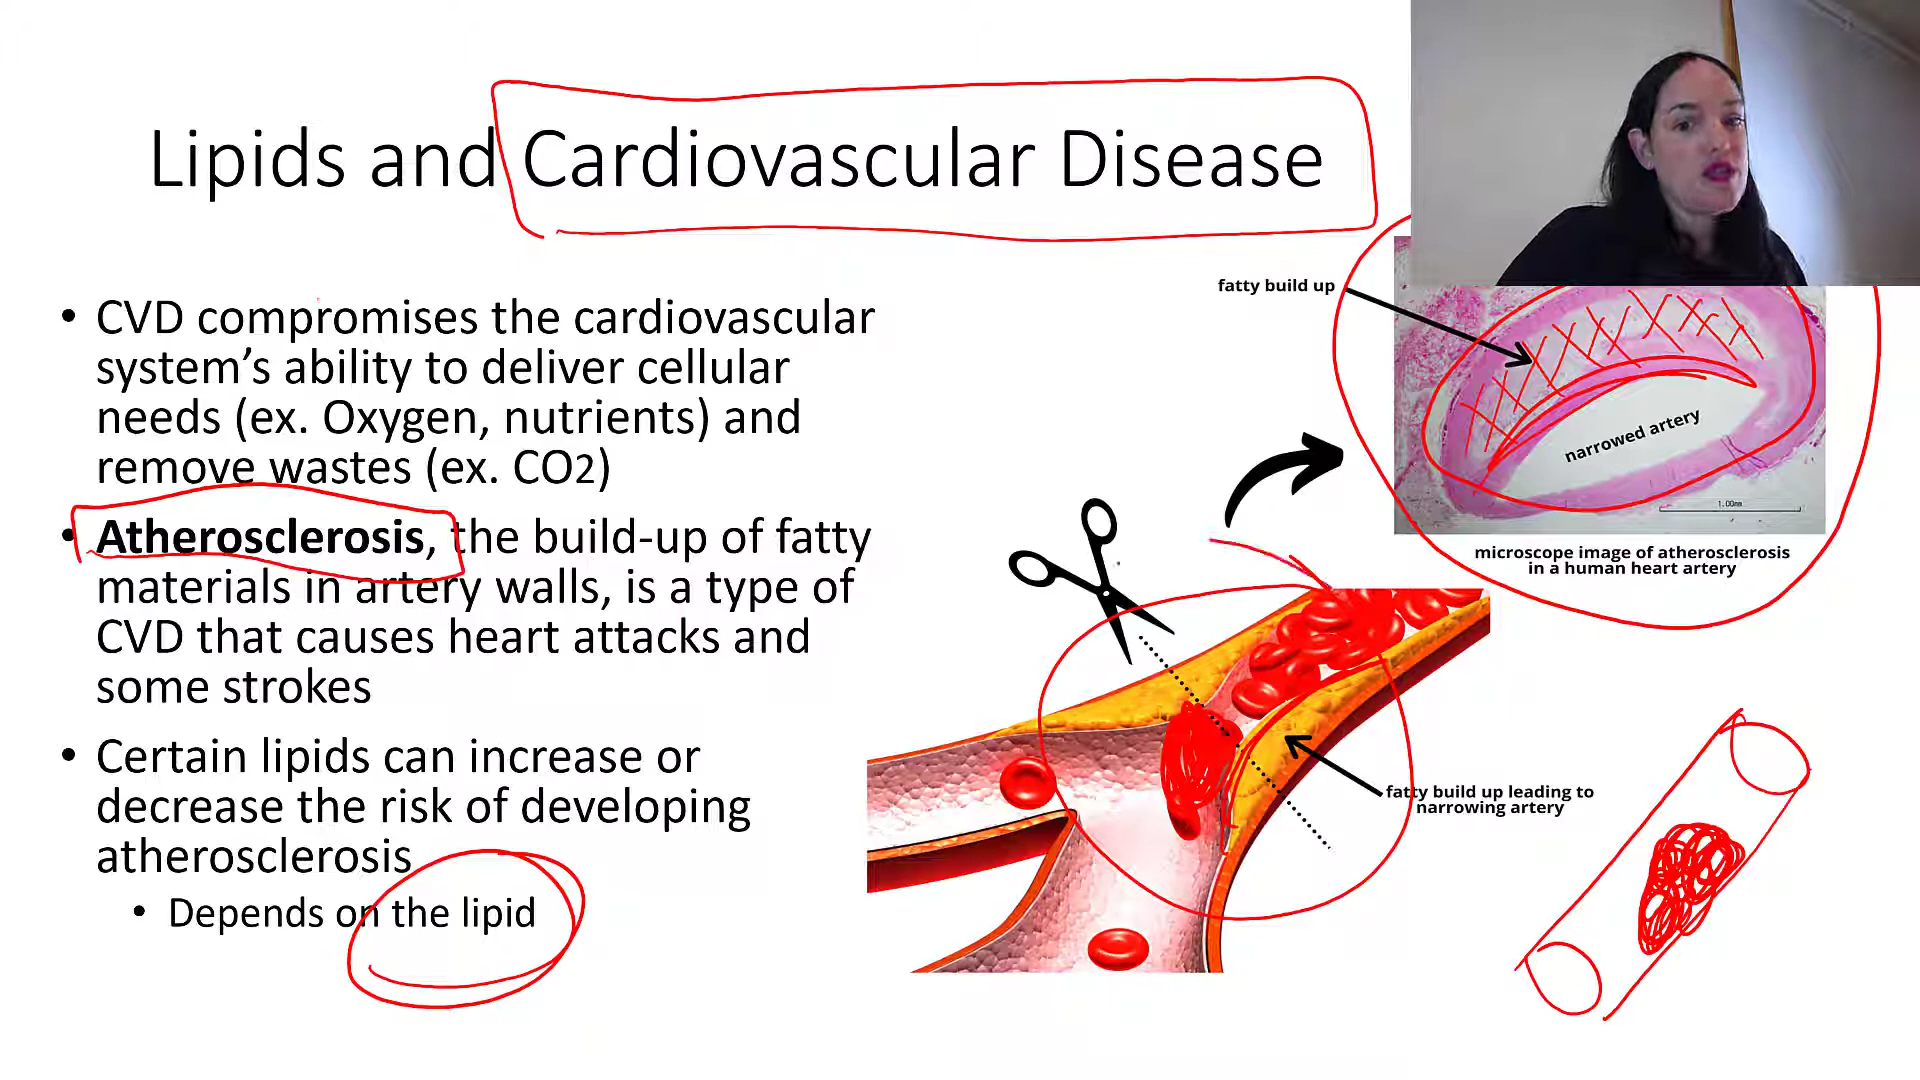 Lipids and Cardiovascular Disease
• CVD compromises the cardiovascular
system’s ability to deliver cellular
needs (ex. Oxygen, nutrients) and
remove wastes (ex. CO2)
• Atherosclerosis, the build-up of fatty
materials in artery walls, is a type of
CVD that causes heart attacks and
some strokes
• Certain lipids can increase or
decrease the risk of developing
atherosclerosis
• Depends on the lipid
fatty build up
narrowed artery
1.00mm
microscope image of atherosclerosis
in a human heart artery
fatty build up leading to
narrowing artery